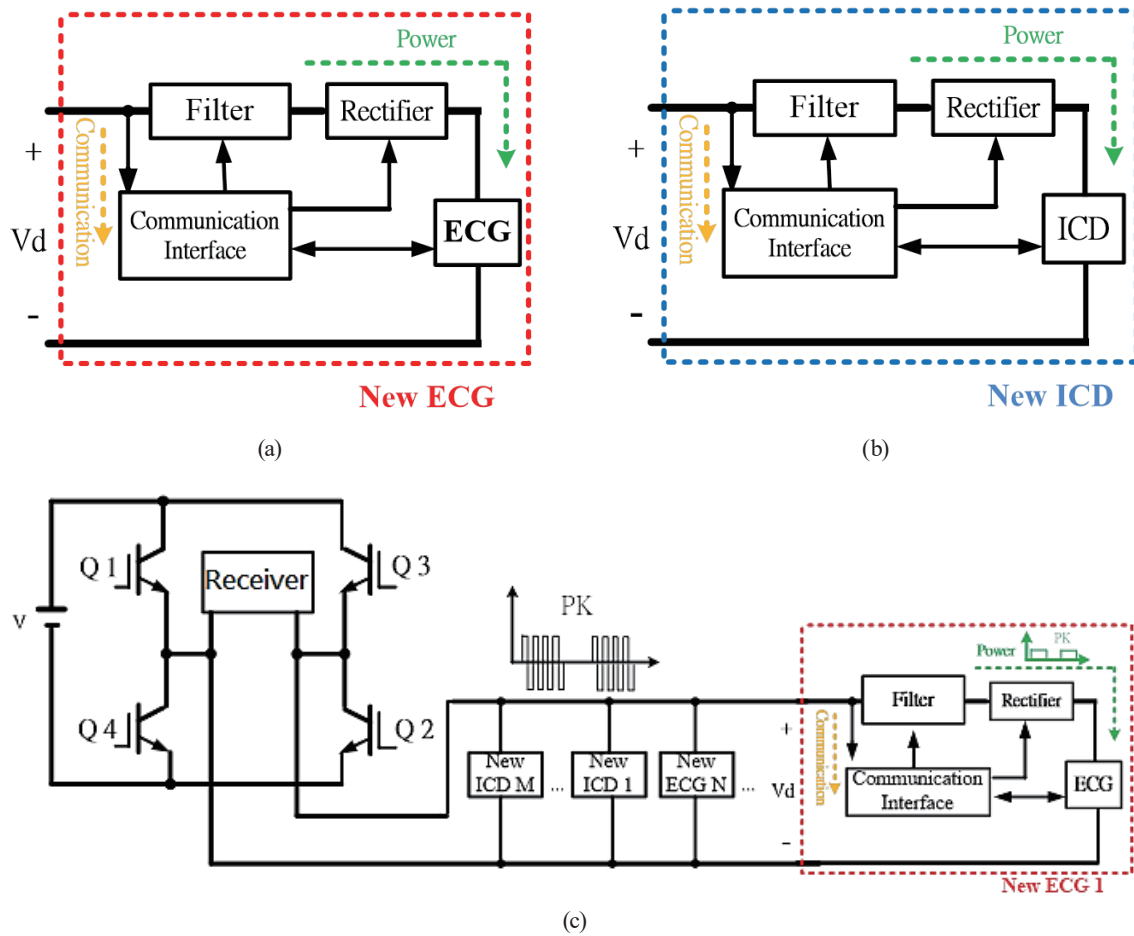 Power
Filter
Rectifier
+
Communication
Communication
Interface
Vd
ECG
-
New ECG
(a)
Power
Filter
Rectifier
+
Communication
Communication
Interface
Vd
ICD
-
New ICD
(b)
Q 1
Receiver
Q 3
v
Q 4
Q 2
PK
New
ICD M
...
New
ICD 1
New
ECG N
...
Power
PK
Filter
Rectifier
+
Communication
Communication
Interface
Vd
ECG
-
New ECG 1
(c)